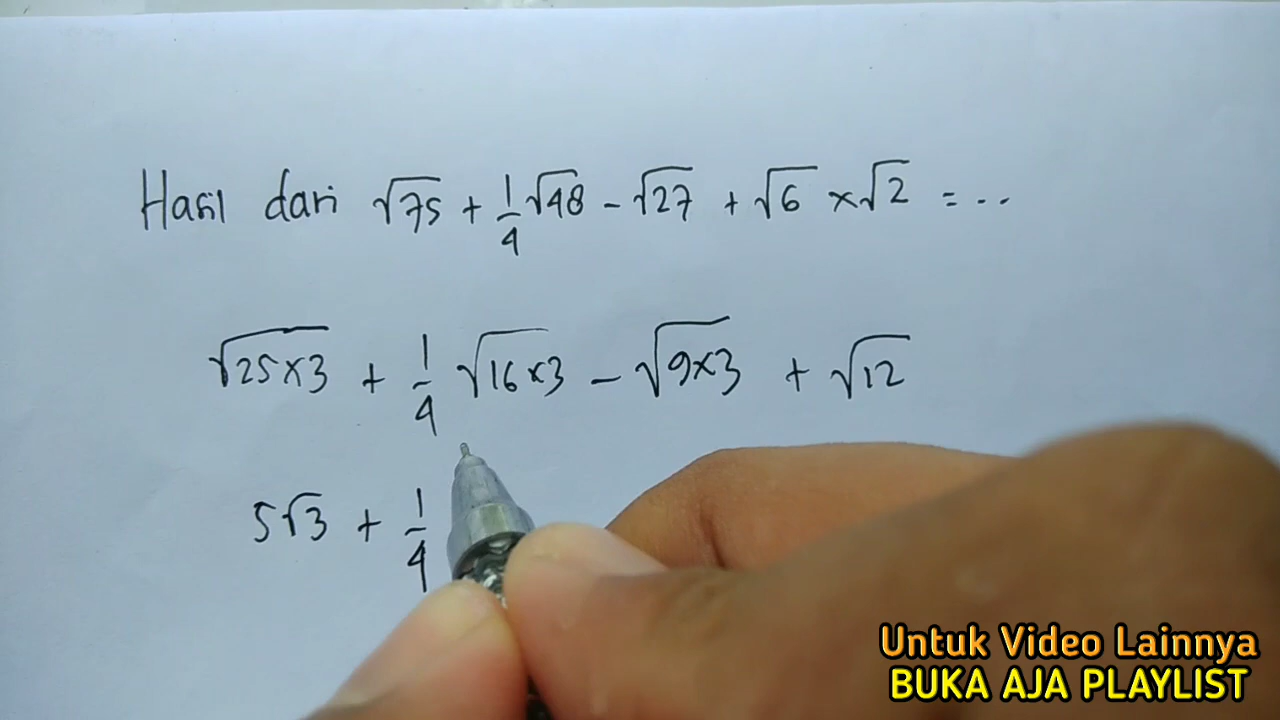 Hasil dari √75 + 1/4 √48 - √27 + √6 × √2 = ...
√25×3 + 1/4 √16×3 - √9×3 + √12
5√3 + 1/4
Untuk Video Lainnya
BUKA AJA PLAYLIST